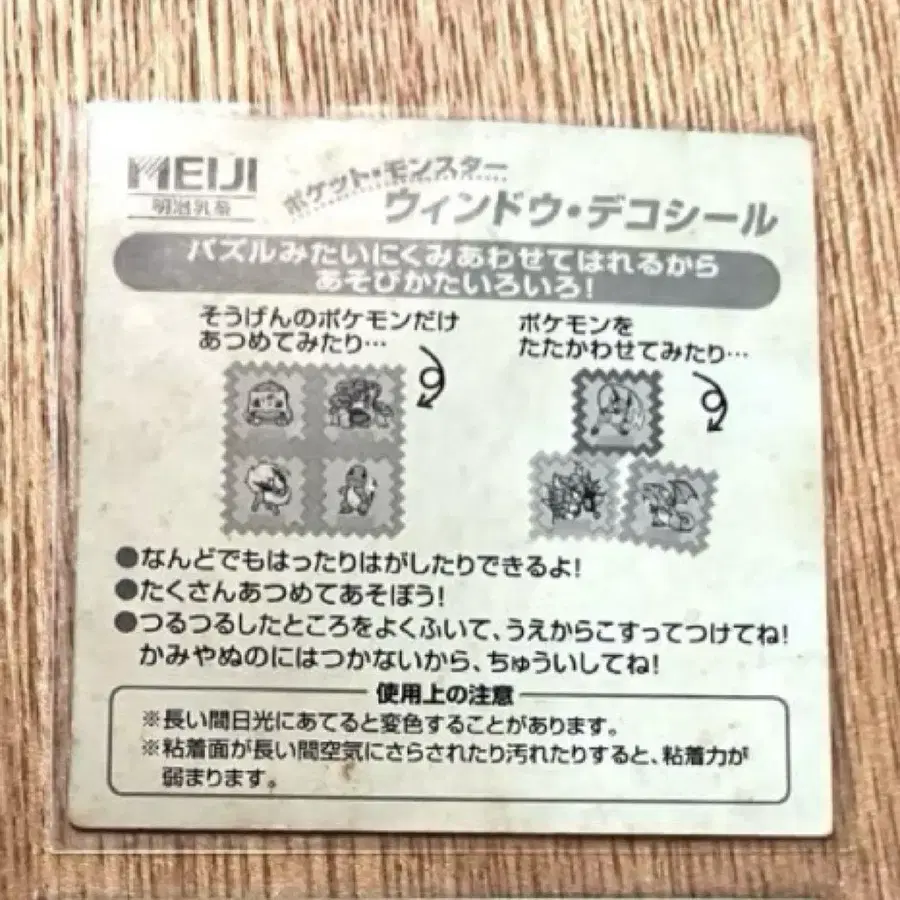 MEIJI
明治乳業
ポケット・モンスター
ウィンドウ・デコシール
パズルみたいにくみあわせてはれるから
あそびかたいろいろ!
そうげんのポケモンだけ
あつめてみたり…
ポケモンを
たたかわせてみたり…
●なんどでもはったりはがしたりできるよ!
●たくさんあつめてあそぼう!
●つるつるしたところをよくふいて、うえからこすってつけてね!
かみやぬのにはつかないから、ちゅういしてね!
使用上の注意
※長い間日光にあてると変色することがあります。
※粘着面が長い間空気にさらされたり汚れたりすると、粘着力が
弱まります。